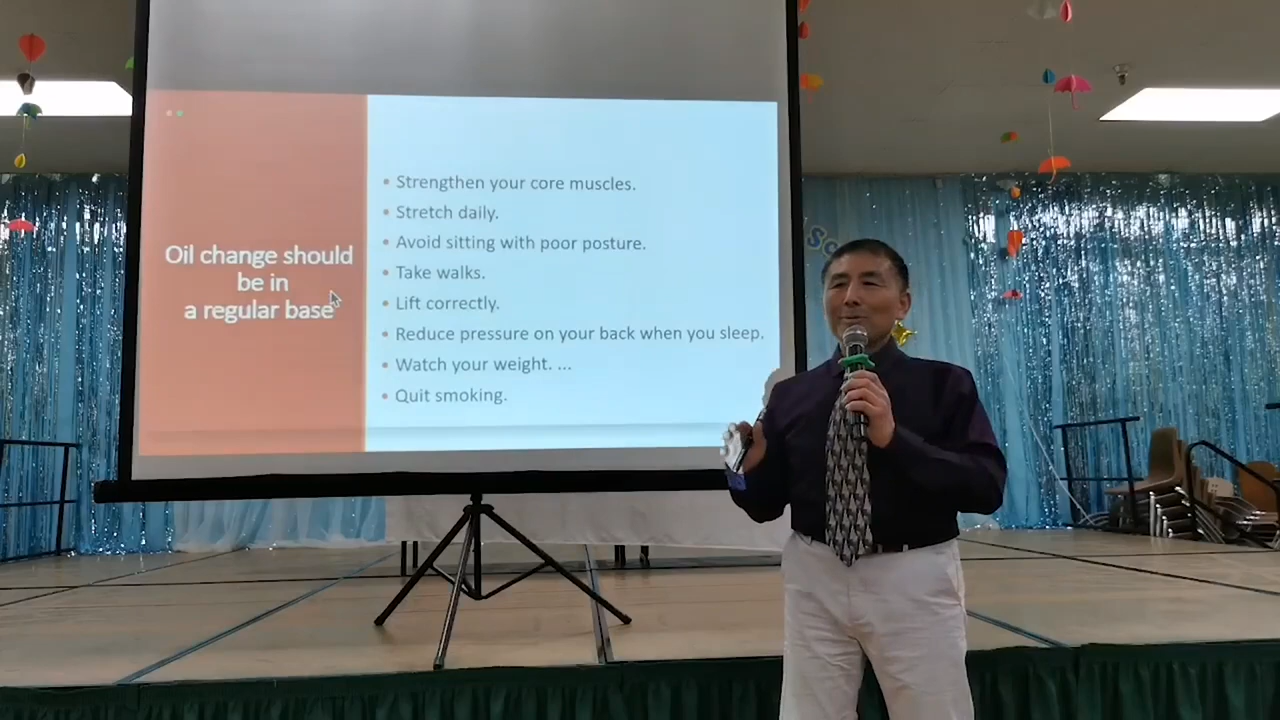 Oil change should
be in
a regular base
• Strengthen your core muscles.
• Stretch daily.
• Avoid sitting with poor posture.
• Take walks.
• Lift correctly.
• Reduce pressure on your back when you sleep.
• Watch your weight. ...
• Quit smoking.